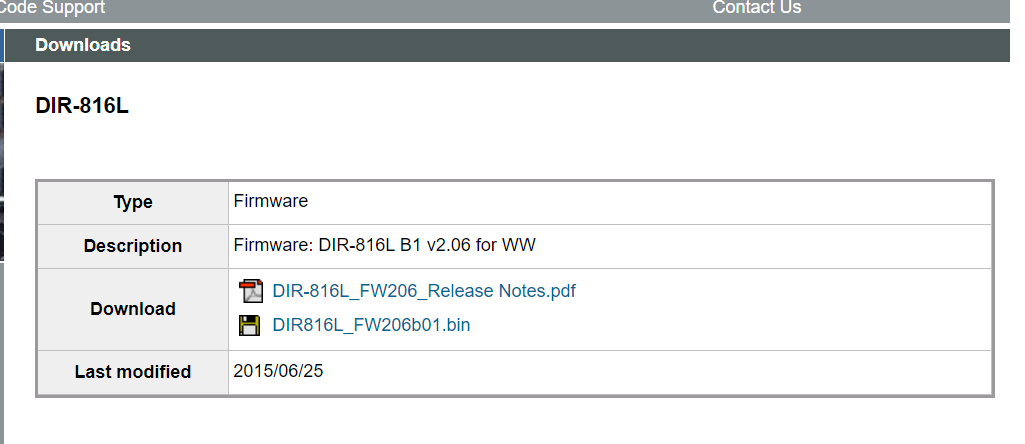 Code Support
Contact Us
Downloads
DIR-816L
Type
Firmware
Description
Firmware: DIR-816L B1 v2.06 for WW
Download
DIR-816L_FW206_Release Notes.pdf
DIR816L_FW206b01.bin
Last modified
2015/06/25